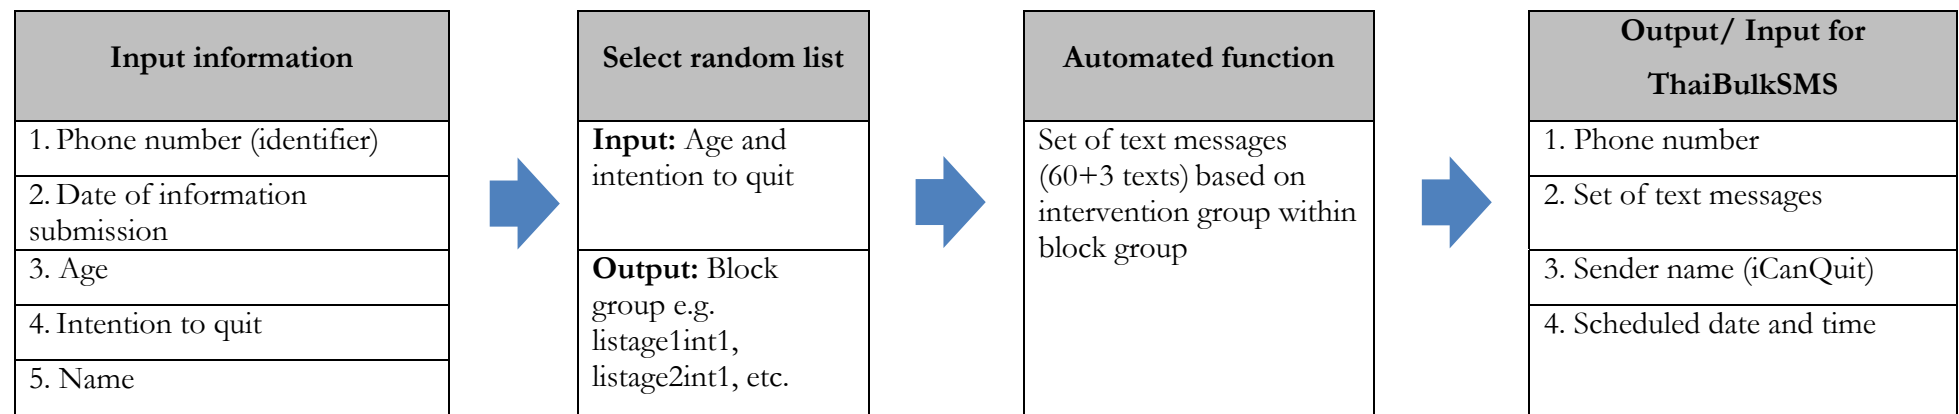 Input information
1. Phone number (identifier)
2. Date of information
submission
3. Age
4. Intention to quit
5. Name
Select random list
Input: Age and
intention to quit
Output: Block
group e.g.
listage1int1,
listage2int1, etc.
Automated function
Set of text messages
(60+3 texts) based on
intervention group within
block group
Output/ Input for
ThaiBulkSMS
1. Phone number
2. Set of text messages
3. Sender name (iCanQuit)
4. Scheduled date and time